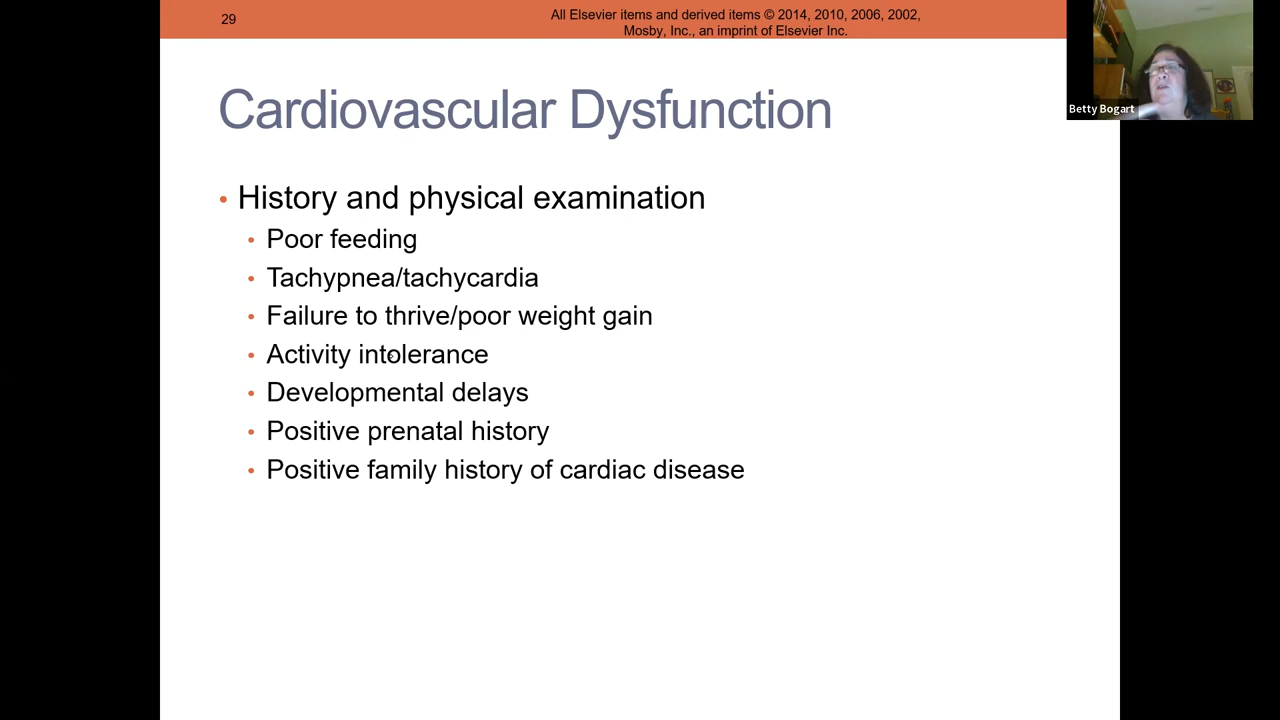 29
All Elsevier items and derived items © 2014, 2010, 2006, 2002,
Mosby, Inc., an imprint of Elsevier Inc.
Betty Bogart
Cardiovascular Dysfunction
• History and physical examination
• Poor feeding
• Tachypnea/tachycardia
• Failure to thrive/poor weight gain
• Activity intolerance
• Developmental delays
• Positive prenatal history
• Positive family history of cardiac disease